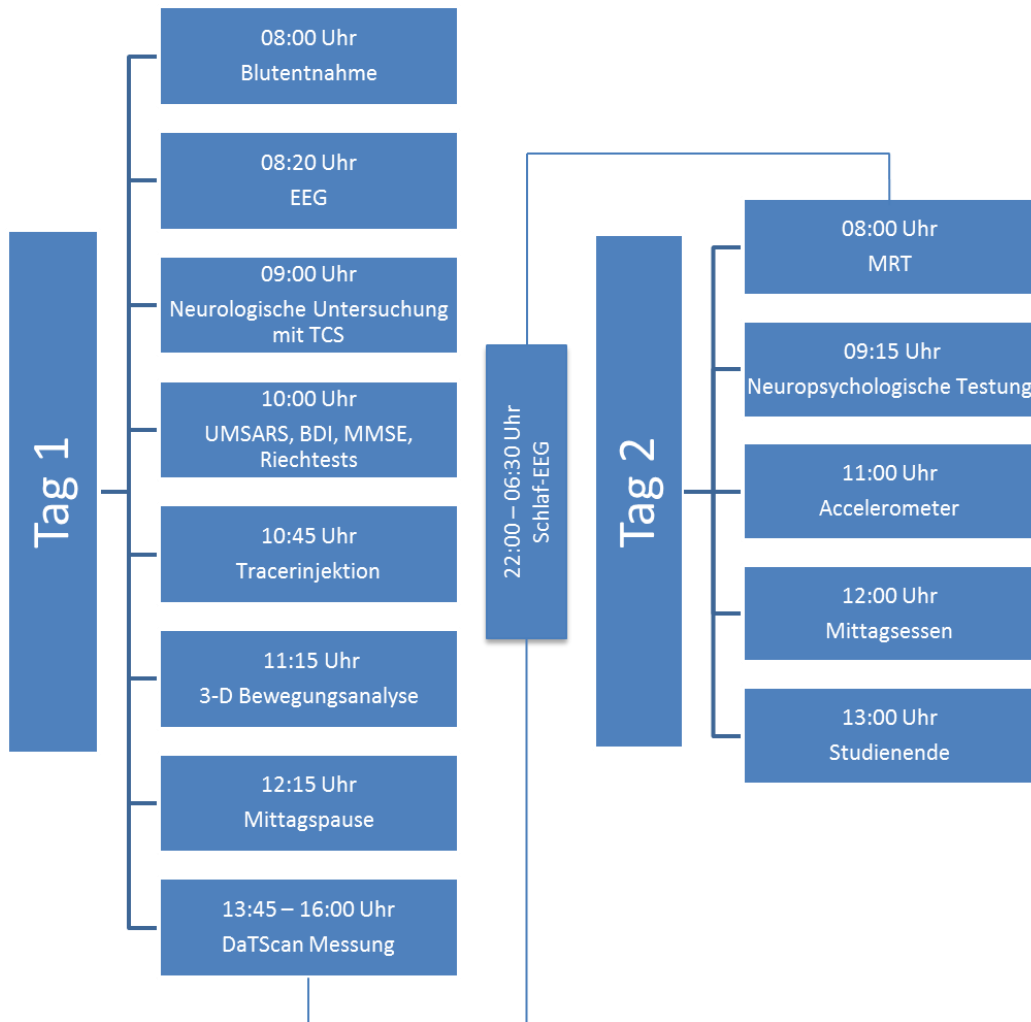 Tag 1
08:00 Uhr
Blutentnahme
08:20 Uhr
EEG
09:00 Uhr
Neurologische Untersuchung
mit TCS
10:00 Uhr
UMSARS, BDI, MMSE,
Riechtests
10:45 Uhr
Tracerinjektion
11:15 Uhr
3-D Bewegungsanalyse
12:15 Uhr
Mittagspause
13:45 – 16:00 Uhr
DaTScan Messung
22:00 – 06:30 Uhr
Schlaf-EEG
Tag 2
08:00 Uhr
MRT
09:15 Uhr
Neuropsychologische Testung
11:00 Uhr
Accelerometer
12:00 Uhr
Mittagsessen
13:00 Uhr
Studienende